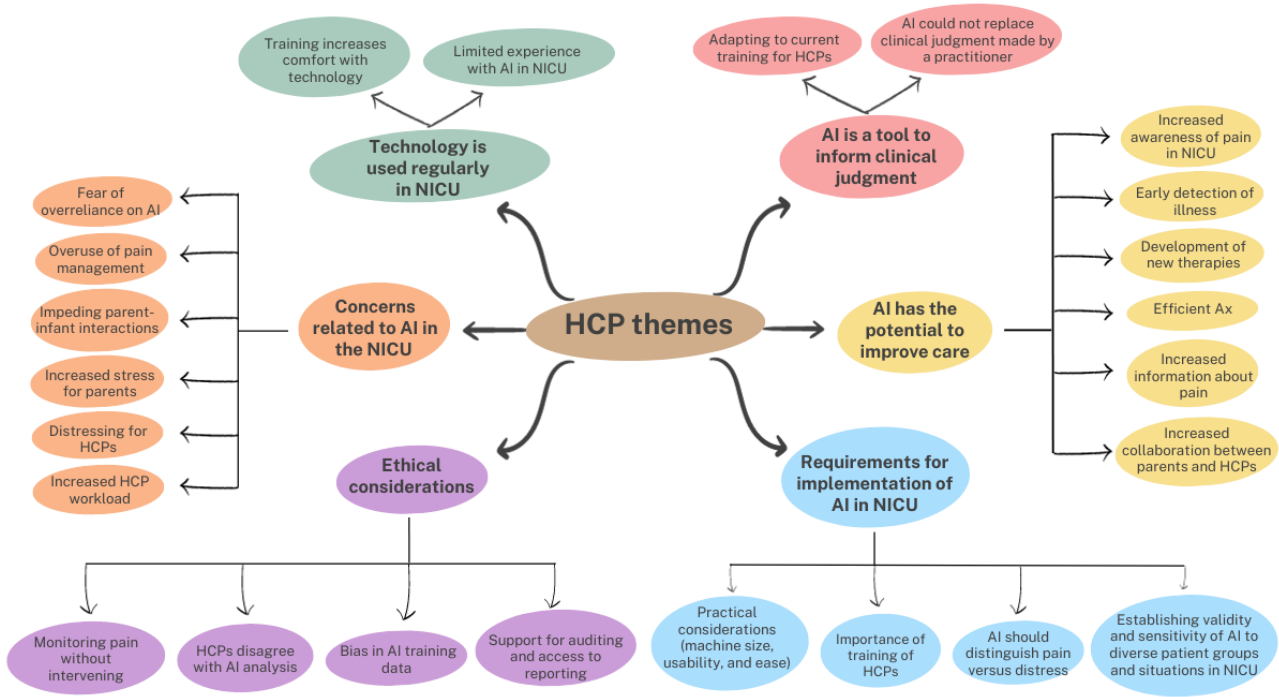 Training increases
comfort with
technology
Limited experience
with AI in NICU
Technology is
used regularly
in NICU
Adapting to current
training for HCPs
AI could not replace
clinical judgment made by
a practitioner
AI is a tool to
inform clinical
judgment
Fear of
overreliance on AI
Overuse of pain
management
Impeding parent-
infant interactions
Increased stress
for parents
Distressing for
HCPs
Increased HCP
workload
Concerns
related to AI in
the NICU
HCP themes
AI has the
potential to
improve care
Increased
awareness of pain
in NICU
Early detection of
illness
Development of
new therapies
Efficient Ax
Increased
information about
pain
Increased
collaboration between
parents and HCPs
Ethical
considerations
Monitoring pain
without
intervening
HCPs disagree
with AI analysis
Bias in AI training
data
Support for auditing
and access to
reporting
Requirements for
implementation of
AI in NICU
Practical
considerations
(machine size,
usability, and ease)
Importance of
training of
HCPs
AI should
distinguish pain
versus distress
Establishing validity
and sensitivity of AI to
diverse patient groups
and situations in NICU